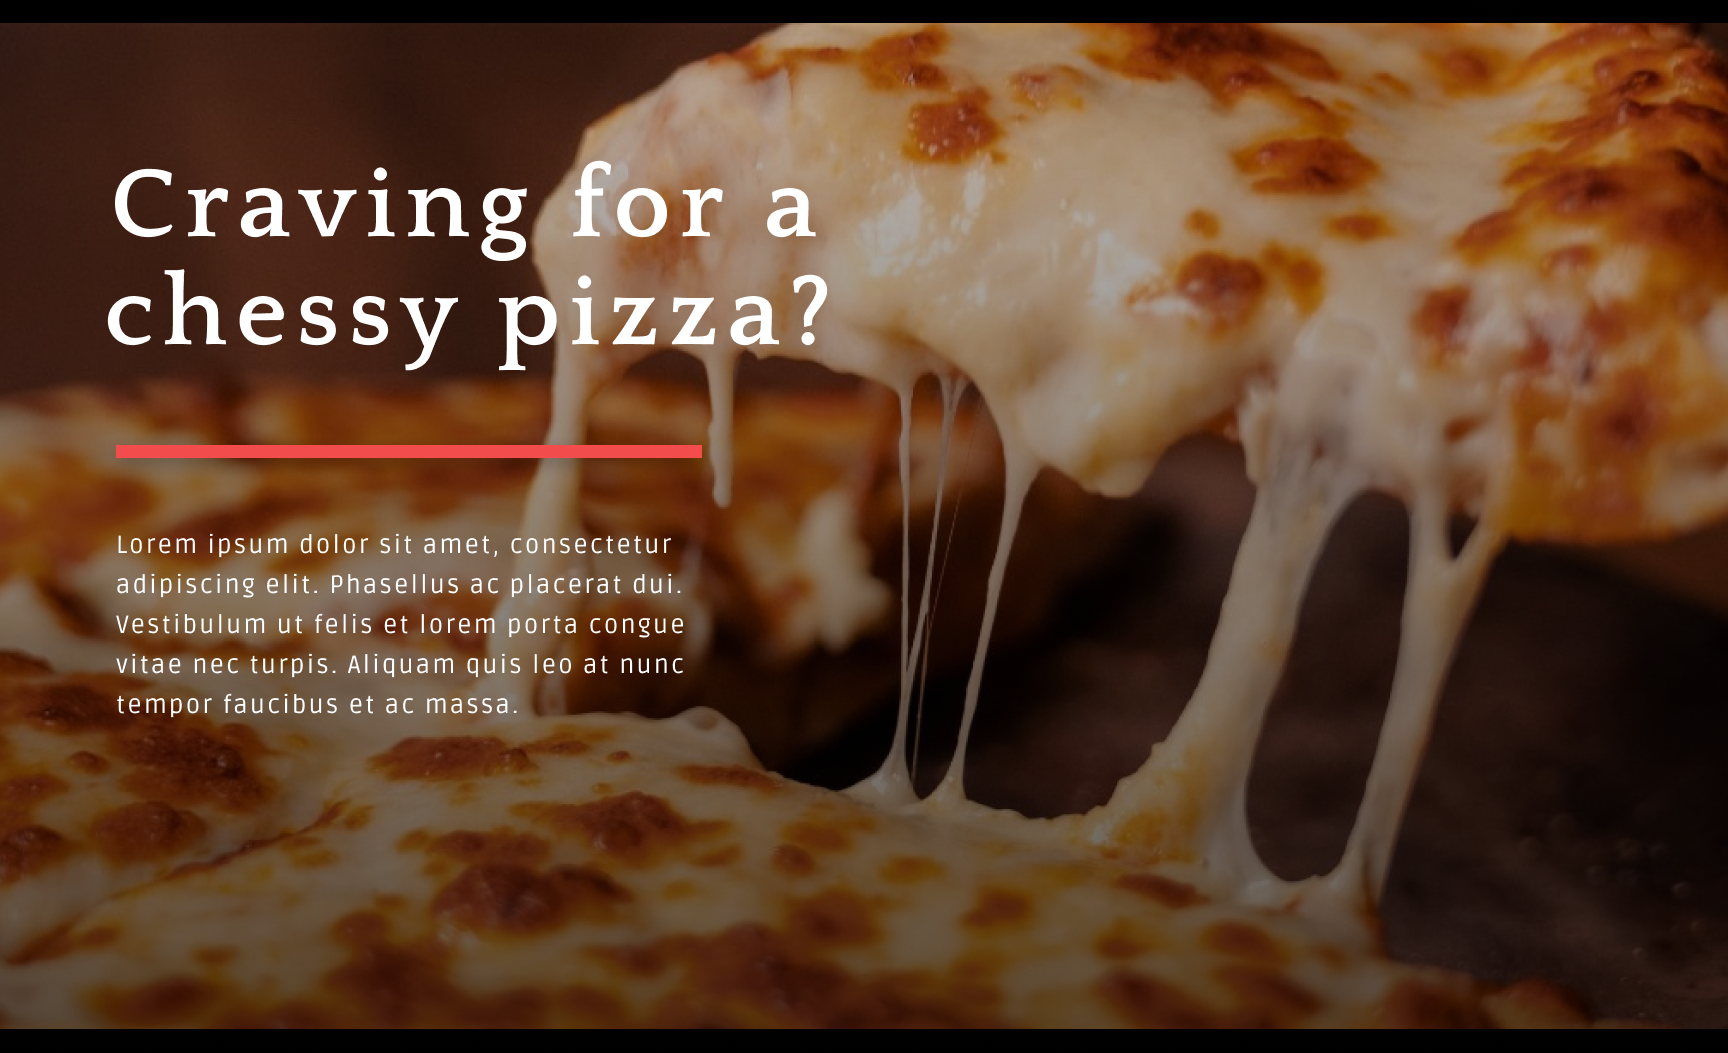 Craving for a
chessy pizza?
Lorem ipsum dolor sit amet, consectetur
adipiscing elit. Phasellus ac placerat dui.
Vestibulum ut felis et lorem porta congue
vitae nec turpis. Aliquam quis leo at nunc
tempor faucibus et ac massa.